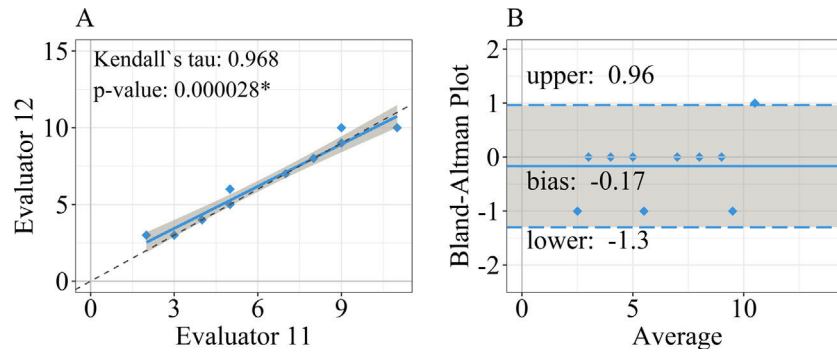 A
Kendall`s tau: 0.968
p-value: 0.000028*
15
10
5
0
Evaluator 12
0 3 6 9
Evaluator 11
B
upper: 0.96
bias: -0.17
lower: -1.3
2
1
0
-1
-2
Bland-Altman Plot
0 5 10
Average